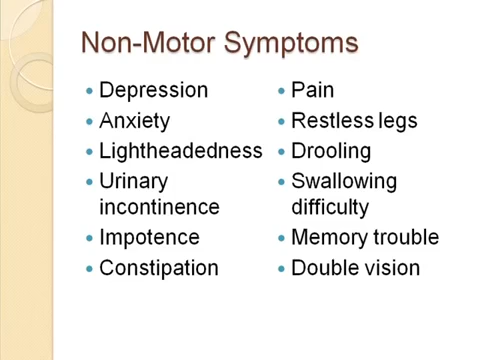 Non-Motor Symptoms
• Depression
• Anxiety
• Lightheadedness
• Urinary
incontinence
• Impotence
• Constipation
• Pain
• Restless legs
• Drooling
• Swallowing
difficulty
• Memory trouble
• Double vision